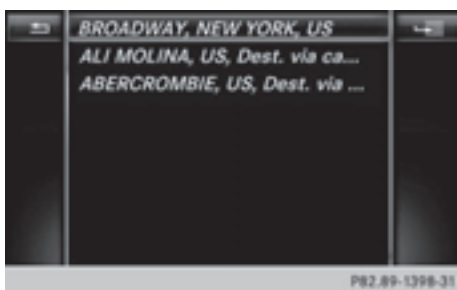 BROADWAY, NEW YORK, US
ALI MOLINA, US, Dest. via ca...
ABERCROMBIE, US, Dest. via ...
P82.89-1398-31